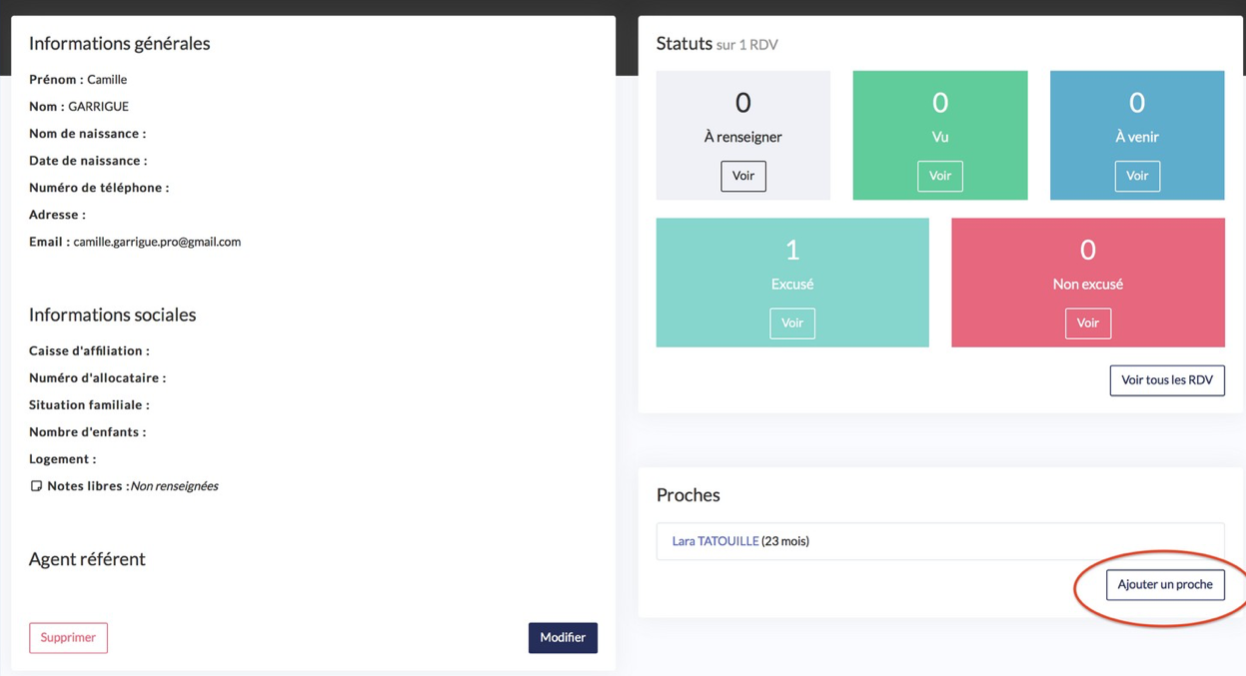 Informations générales
Prénom : Camille
Nom : GARRIGUE
Nom de naissance :
Date de naissance :
Numéro de téléphone :
Adresse :
Email : camille.garrigue.pro@gmail.com
Informations sociales
Caisse d'affiliation :
Numéro d'allocataire :
Situation familiale :
Nombre d'enfants :
Logement :
Notes libres :Non renseignées
Agent référent
Supprimer
Modifier
Statuts sur 1 RDV
0
À renseigner
Voir
0
Vu
Voir
0
À venir
Voir
1
Excusé
Voir
0
Non excusé
Voir
Voir tous les RDV
Proches
Lara TATOUILLE (23 mois)
Ajouter un proche